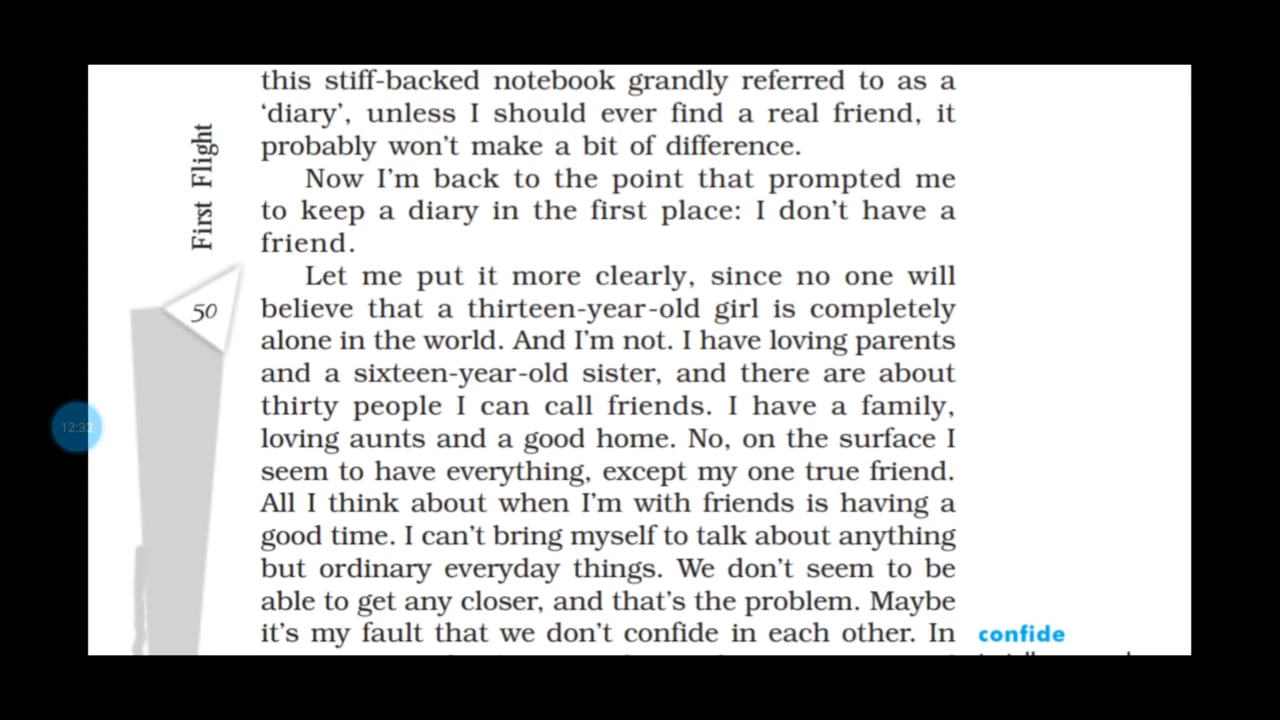 this stiff-backed notebook grandly referred to as a
‘diary’, unless I should ever find a real friend, it
probably won’t make a bit of difference.
Now I’m back to the point that prompted me
to keep a diary in the first place: I don’t have a
friend.
Let me put it more clearly, since no one will
believe that a thirteen-year-old girl is completely
alone in the world. And I’m not. I have loving parents
and a sixteen-year-old sister, and there are about
thirty people I can call friends. I have a family,
loving aunts and a good home. No, on the surface I
seem to have everything, except my one true friend.
All I think about when I’m with friends is having a
good time. I can’t bring myself to talk about anything
but ordinary everyday things. We don’t seem to be
able to get any closer, and that’s the problem. Maybe
it’s my fault that we don’t confide in each other. In
confide
First Flight
50
12:32